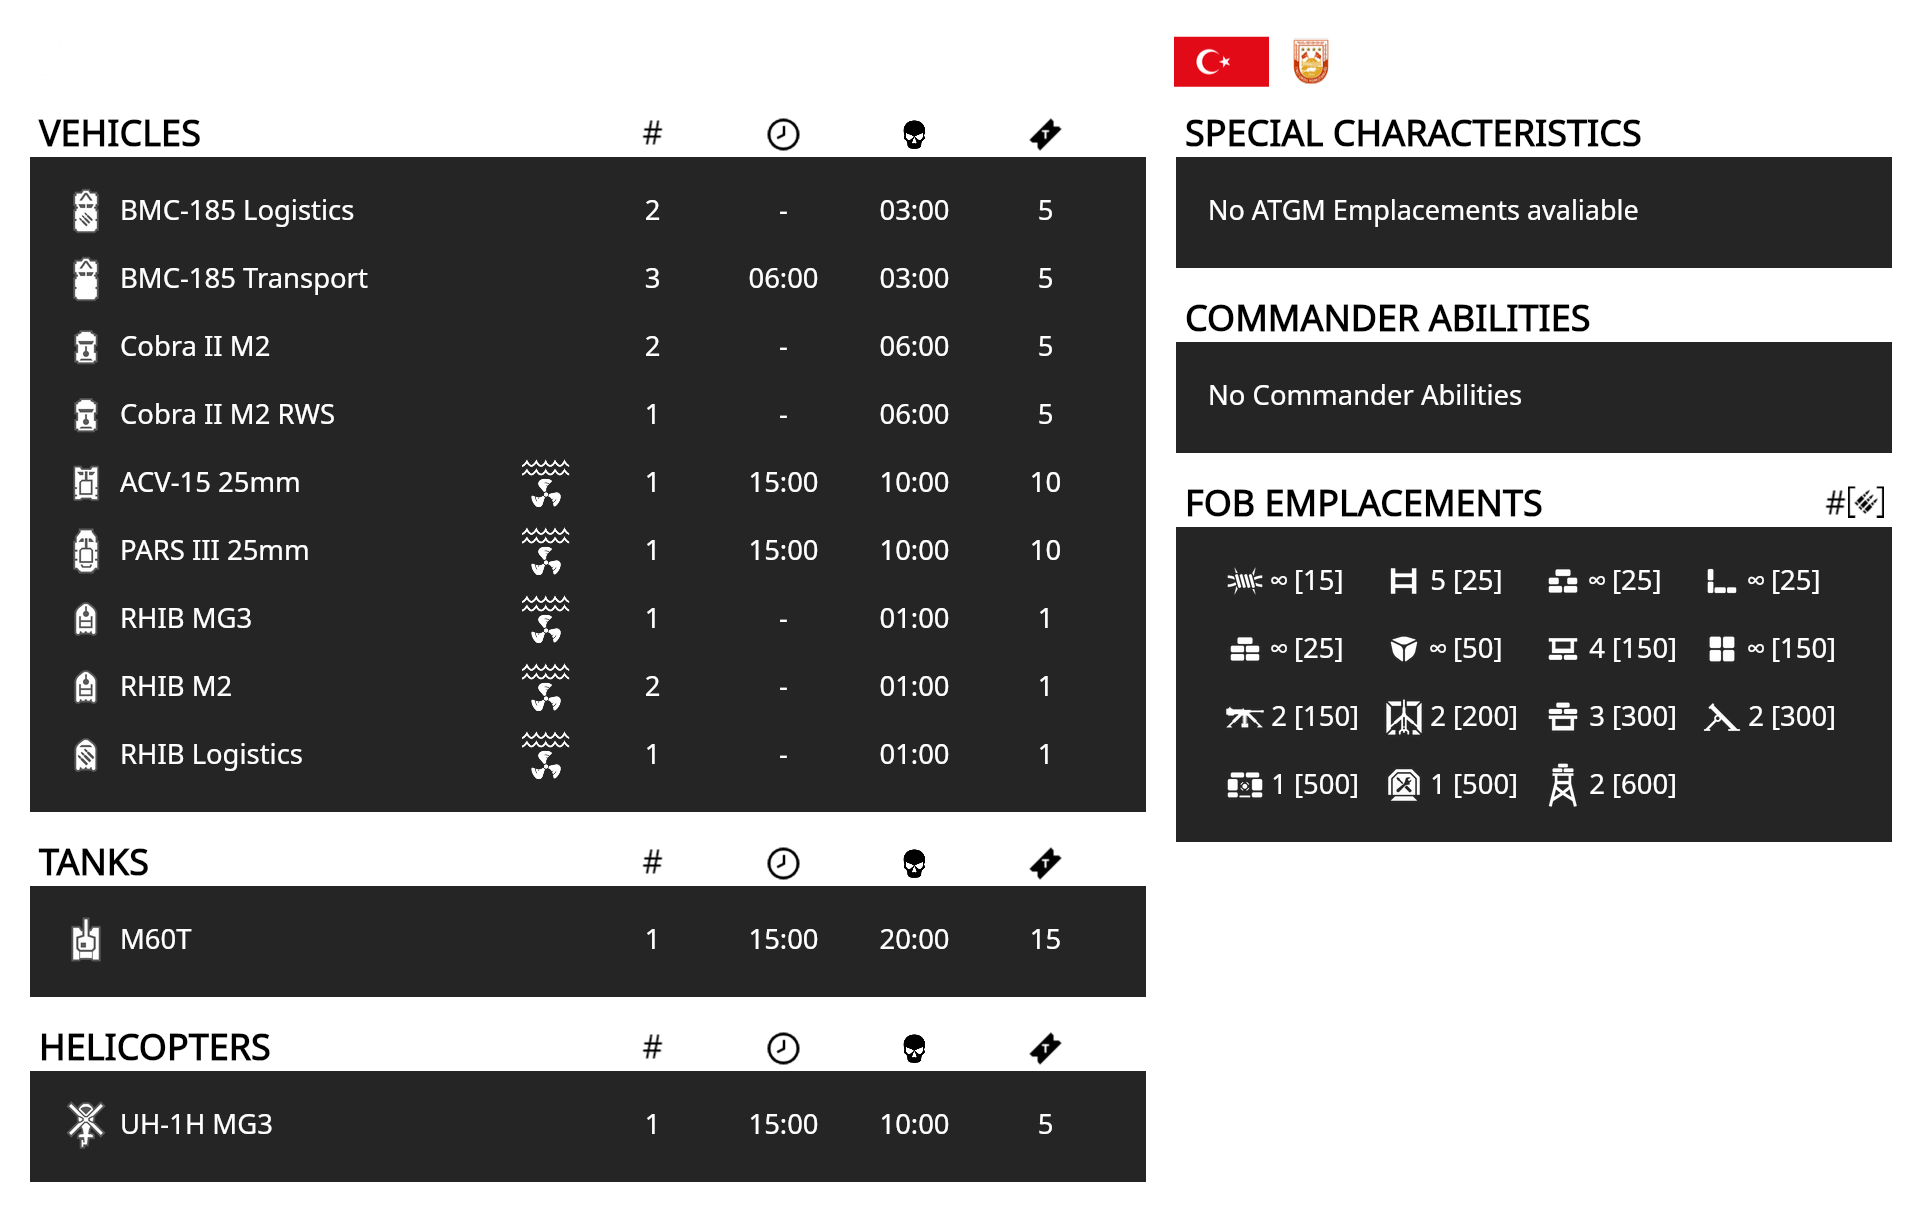 VEHICLES #
BMC-185 Logistics 2 - 03:00 5
BMC-185 Transport 3 06:00 03:00 5
Cobra II M2 2 - 06:00 5
Cobra II M2 RWS 1 - 06:00 5
ACV-15 25mm 1 15:00 10:00 10
PARS III 25mm 1 15:00 10:00 10
RHIB MG3 1 - 01:00 1
RHIB M2 2 - 01:00 1
RHIB Logistics 1 - 01:00 1
TANKS #
M60T 1 15:00 20:00 15
HELICOPTERS #
UH-1H MG3 1 15:00 10:00 5
SPECIAL CHARACTERISTICS
No ATGM Emplacements avaliable
COMMANDER ABILITIES
No Commander Abilities
FOB EMPLACEMENTS #[ ]
∞ [15] 5 [25] ∞ [25] ∞ [25]
∞ [25] ∞ [50] 4 [150] ∞ [150]
2 [150] 2 [200] 3 [300] 2 [300]
1 [500] 1 [500] 2 [600]